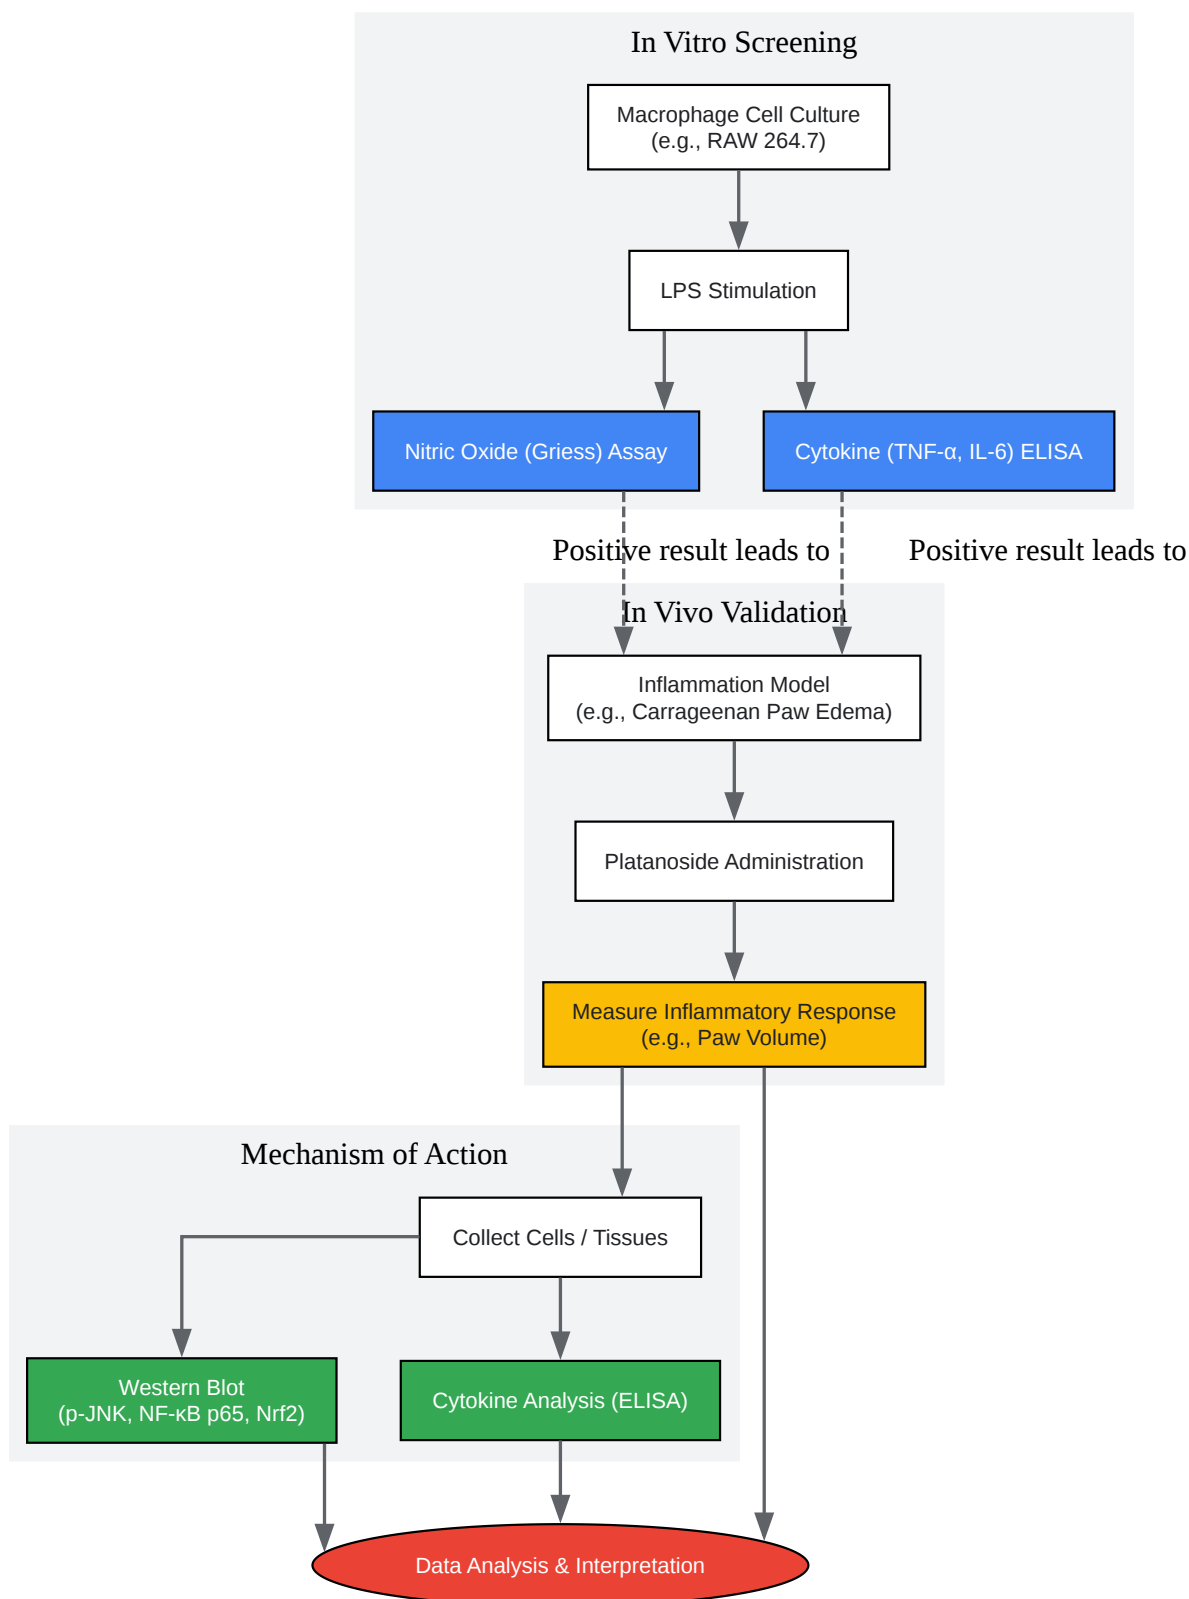 In Vitro Screening
Macrophage Cell Culture
(e.g., RAW 264.7)
LPS Stimulation
Nitric Oxide (Griess) Assay
Cytokine (TNF-α, IL-6) ELISA
Positive result leads to
Positive result leads to
In Vivo Validation
Inflammation Model
(e.g., Carrageenan Paw Edema)
Platanoside Administration
Measure Inflammatory Response
(e.g., Paw Volume)
Mechanism of Action
Collect Cells / Tissues
Western Blot
(p-JNK, NF-κB p65, Nrf2)
Cytokine Analysis (ELISA)
Data Analysis & Interpretation